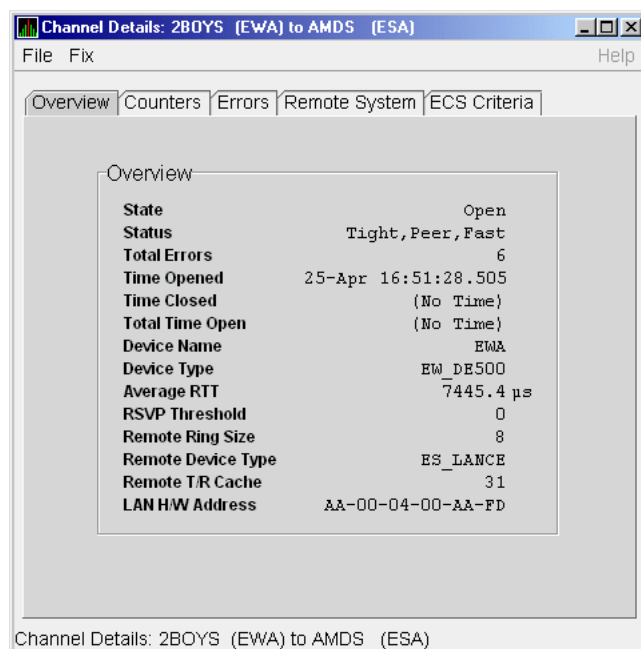 Channel Details: 2BOYS (EWA) to AMDS (ESA)
File Fix Help
Overview Counters Errors Remote System ECS Criteria
Overview
State Open
Status Tight,Peer,Fast
Total Errors 6
Time Opened 25-Apr 16:51:28.505
Time Closed (No Time)
Total Time Open (No Time)
Device Name EWA
Device Type EW_DE500
Average RTT 7445.4 µs
RSVP Threshold 0
Remote Ring Size 8
Remote Device Type ES_LANCE
Remote T/R Cache 31
LAN H/W Address AA-00-04-00-AA-FD
Channel Details: 2BOYS (EWA) to AMDS (ESA)